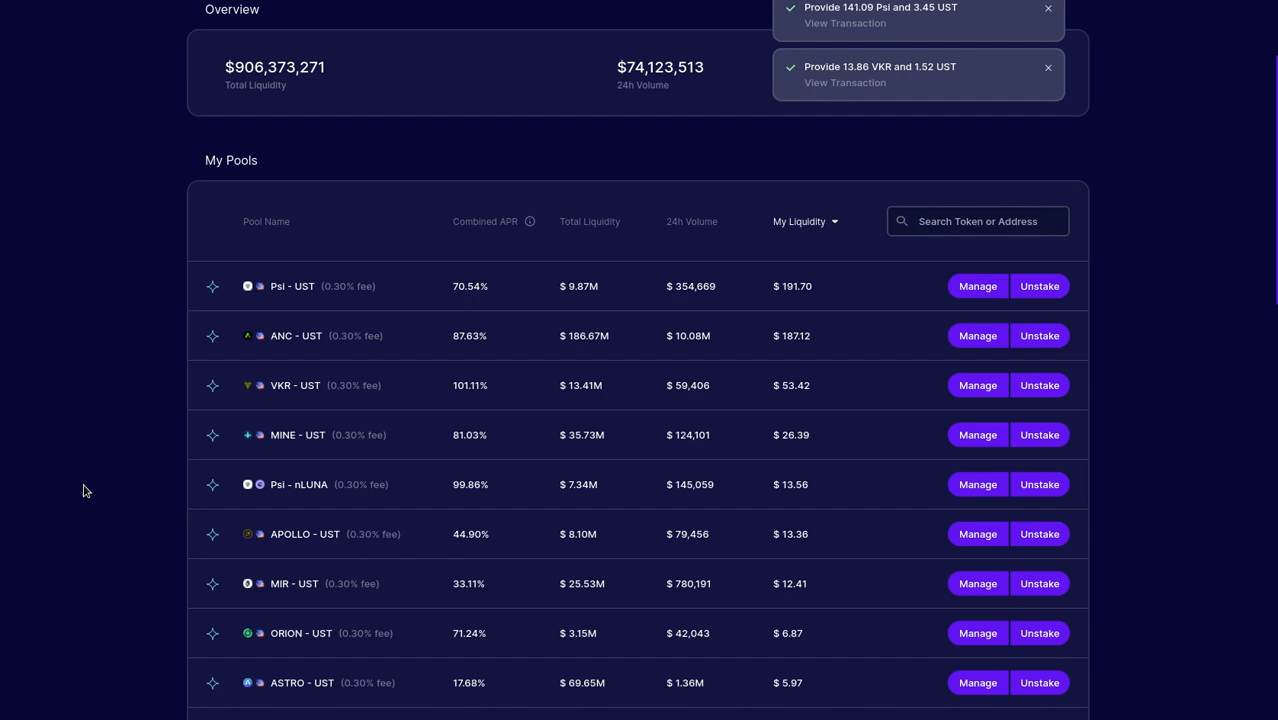 Overview
Provide 141.09 Psi and 3.45 UST
View Transaction
$906,373,271
Total Liquidity
$74,123,513
24h Volume
Provide 13.86 VKR and 1.52 UST
View Transaction
My Pools
Pool Name Combined APR Total Liquidity 24h Volume My Liquidity Search Token or Address
Psi - UST (0.30% fee) 70.54% $ 9.87M $ 354,669 $ 191.70 Manage Unstake
ANC - UST (0.30% fee) 87.63% $ 186.67M $ 10.08M $ 187.12 Manage Unstake
VKR - UST (0.30% fee) 101.11% $ 13.41M $ 59,406 $ 53.42 Manage Unstake
MINE - UST (0.30% fee) 81.03% $ 35.73M $ 124,101 $ 26.39 Manage Unstake
Psi - nLUNA (0.30% fee) 99.86% $ 7.34M $ 145,059 $ 13.56 Manage Unstake
APOLLO - UST (0.30% fee) 44.90% $ 8.10M $ 79,456 $ 13.36 Manage Unstake
MIR - UST (0.30% fee) 33.11% $ 25.53M $ 780,191 $ 12.41 Manage Unstake
ORION - UST (0.30% fee) 71.24% $ 3.15M $ 42,043 $ 6.87 Manage Unstake
ASTRO - UST (0.30% fee) 17.68% $ 69.65M $ 1.36M $ 5.97 Manage Unstake